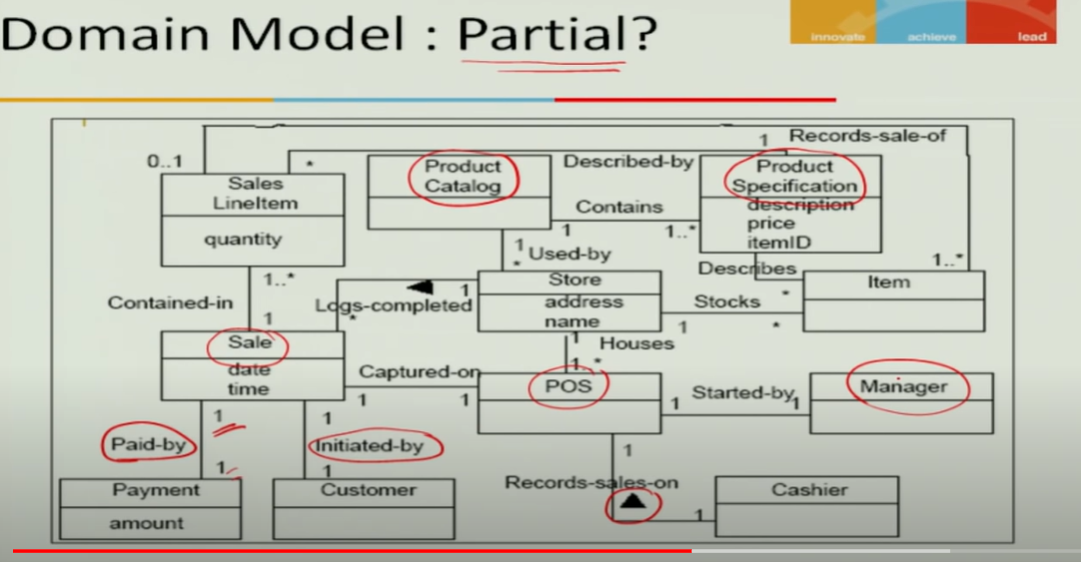 Domain Model : Partial?
innovate achieve lead
1 Records-sale-of
0..1
*
Sales
LineItem
quantity
Product
Catalog
Described-by
Product
Specification
description
price
itemID
Contains
1
1..*
1
*
Used-by
Describes
*
1..*
Item
1..*
Contained-in
1
Logs-completed
1
*
Store
address
name
Stocks
1
*
1
Houses
1..*
Sale
date
time
Captured-on
1
1
POS
Started-by
1
1
Manager
1
Paid-by
1
1
Initiated-by
1
1
Records-sales-on
1
Payment
amount
Customer
Cashier